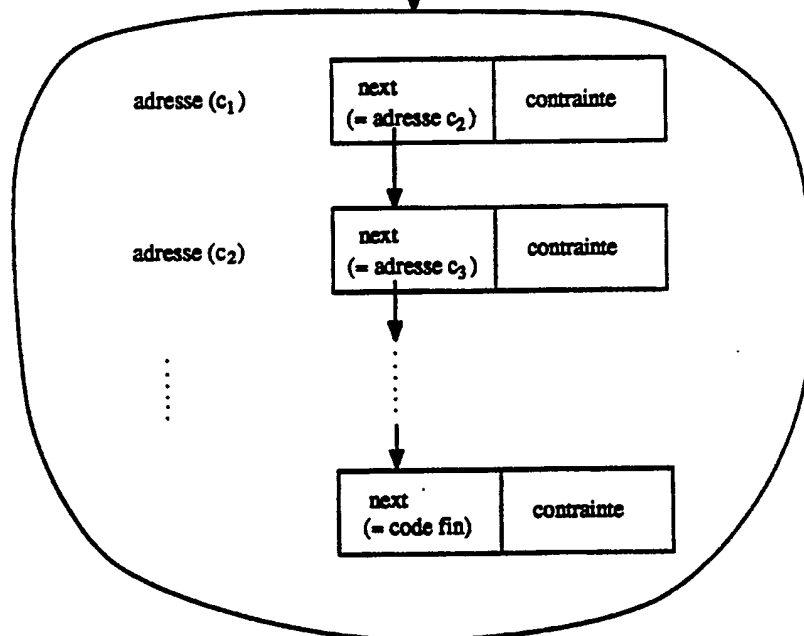 adresse (c1)
next
(= adresse c2)
contrainte
adresse (c2)
next
(= adresse c3)
contrainte
next
(= code fin)
contrainte